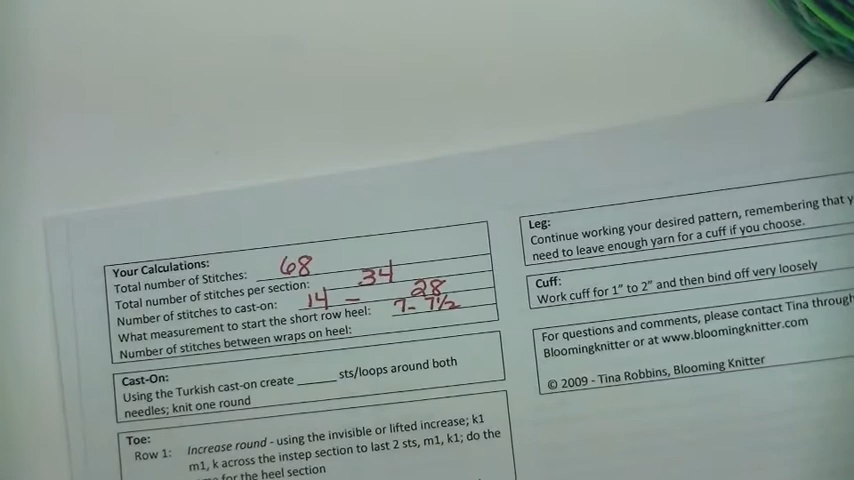 Your Calculations:
Total number of Stitches: 68
Total number of stitches per section: 34
Number of stitches to cast-on: 14 - 28
What measurement to start the short row heel: 7- 7 1/2
Number of stitches between wraps on heel:
Cast-On:
Using the Turkish cast-on create ______ sts/loops around both
needles; knit one round
Toe:
Row 1: Increase round - using the invisible or lifted increase; k1
m1, k across the instep section to last 2 sts, m1, k1; do the
for the heel section
Leg:
Continue working your desired pattern, remembering that
need to leave enough yarn for a cuff if you choose.
Cuff:
Work cuff for 1” to 2” and then bind off very loosely
For questions and comments, please contact Tina through
Bloomingknitter or at www.bloomingknitter.com
© 2009 - Tina Robbins, Blooming Knitter